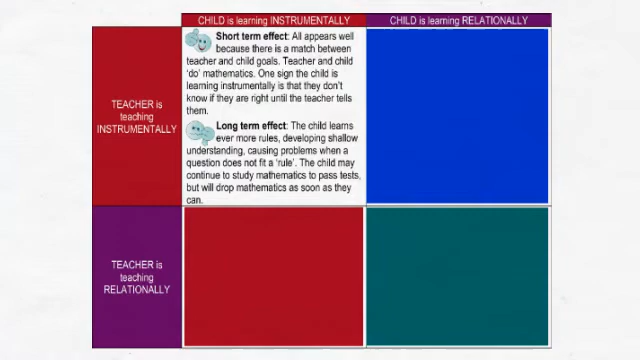 CHILD is learning INSTRUMENTALLY
CHILD is learning RELATIONALLY
TEACHER is
teaching
INSTRUMENTALLY
Short term effect: All appears well
because there is a match between
teacher and child goals. Teacher and child
'do' mathematics. One sign the child is
learning instrumentally is that they don't
know if they are right until the teacher tells
them.
Long term effect: The child learns
ever more rules, developing shallow
understanding, causing problems when a
question does not fit a 'rule'. The child may
continue to study mathematics to pass tests,
but will drop mathematics as soon as they
can.
TEACHER is
teaching
RELATIONALLY